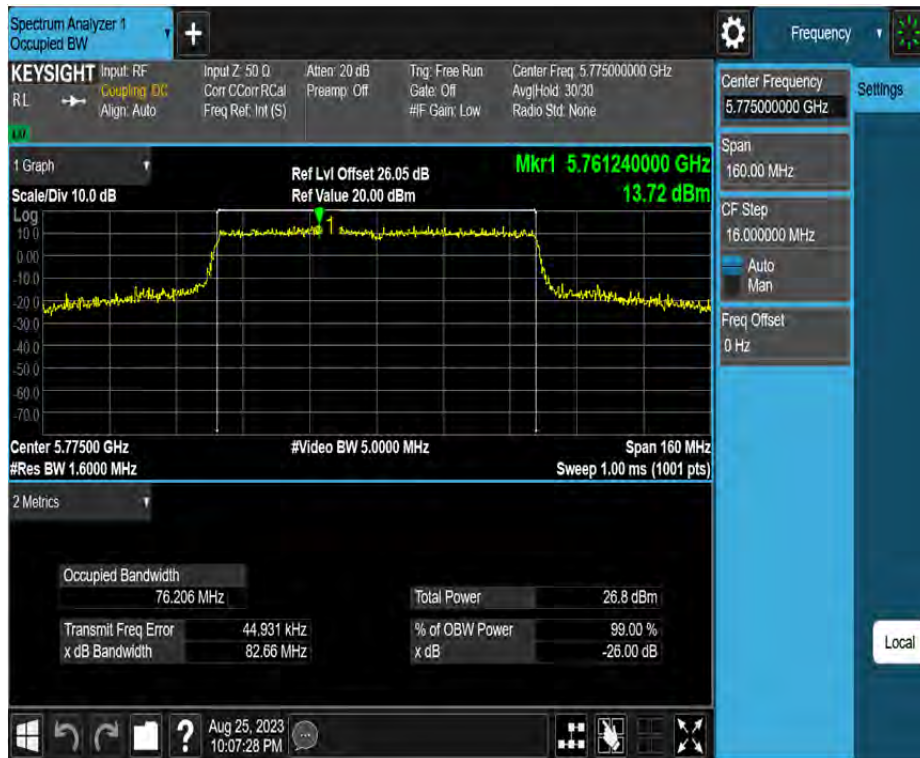 Spectrum Analyzer 1
Occupied BW
Frequency
KEYSIGHT
RL
Input: RF
Coupling: DC
Align: Auto
Input Z: 50 Ω
Corr CCorr RCal
Freq Ref: Int (S)
Atten: 20 dB
Preamp: Off
Trig: Free Run
Gate: Off
#IF Gain: Low
Center Freq: 5.775000000 GHz
Avg|Hold: 30/30
Radio Std: None
Center Frequency
5.775000000 GHz
Settings
Span
160.00 MHz
CF Step
16.000000 MHz
Auto
Man
Freq Offset
0 Hz
1 Graph
Scale/Div 10.0 dB
Ref Lvl Offset 26.05 dB
Ref Value 20.00 dBm
Mkr1 5.761240000 GHz
13.72 dBm
Log
10.0
0.00
-10.0
-20.0
-30.0
-40.0
-50.0
-60.0
-70.0
1
Center 5.77500 GHz
#Video BW 5.0000 MHz
Span 160 MHz
#Res BW 1.6000 MHz
Sweep 1.00 ms (1001 pts)
2 Metrics
Occupied Bandwidth
76.206 MHz
Total Power 26.8 dBm
Transmit Freq Error 44.931 kHz
% of OBW Power 99.00 %
x dB Bandwidth 82.66 MHz
x dB -26.00 dB
Local
Aug 25, 2023
10:07:28 PM